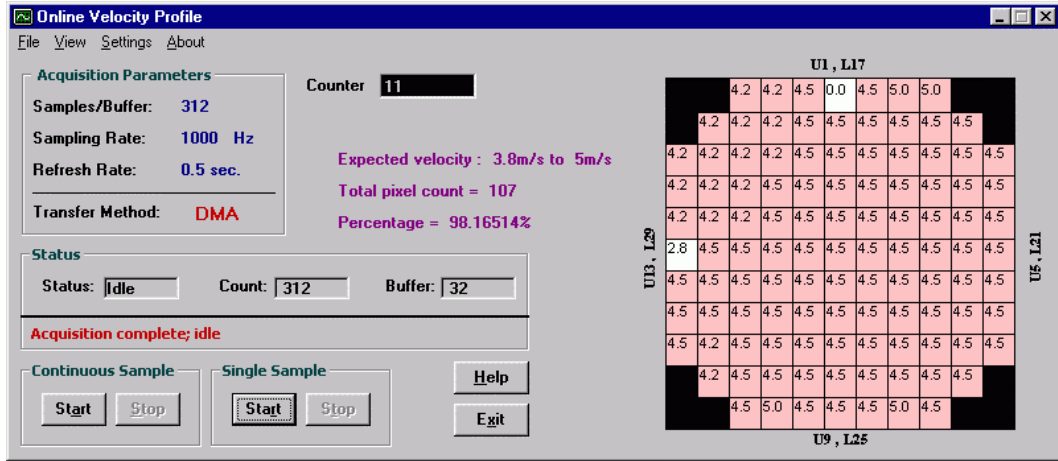 Online Velocity Profile
File View Settings About
Acquisition Parameters
Samples/Buffer: 312
Sampling Rate: 1000 Hz
Refresh Rate: 0.5 sec.
Transfer Method: DMA
Counter 11
Expected velocity : 3.8m/s to 5m/s
Total pixel count = 107
Percentage = 98.16514%
Status
Status: Idle Count: 312 Buffer: 32
Acquisition complete; idle
Continuous Sample
Start Stop
Single Sample
Start Stop
Help
Exit
U1 , L17
4.2 4.2 4.5 0.0 4.5 5.0 5.0
4.2 4.2 4.2 4.5 4.5 4.5 4.5 4.5 4.5
4.2 4.2 4.2 4.2 4.5 4.5 4.5 4.5 4.5 4.5 4.5
4.2 4.2 4.2 4.5 4.5 4.5 4.5 4.5 4.5 4.5 4.5
4.2 4.2 4.2 4.5 4.5 4.5 4.5 4.5 4.5 4.5 4.5
2.8 4.5 4.5 4.5 4.5 4.5 4.5 4.5 4.5 4.5 4.5
4.5 4.5 4.5 4.5 4.5 4.5 4.5 4.5 4.5 4.5 4.5
4.5 4.5 4.5 4.5 4.5 4.5 4.5 4.5 4.5 4.5 4.5
4.5 4.2 4.5 4.5 4.5 4.5 4.5 4.5 4.5 4.5 4.5
4.2 4.5 4.5 4.5 4.5 4.5 4.5 4.5 4.5
4.5 5.0 4.5 4.5 4.5 5.0 4.5
U13 , L29
U5 , L21
U9 , L25